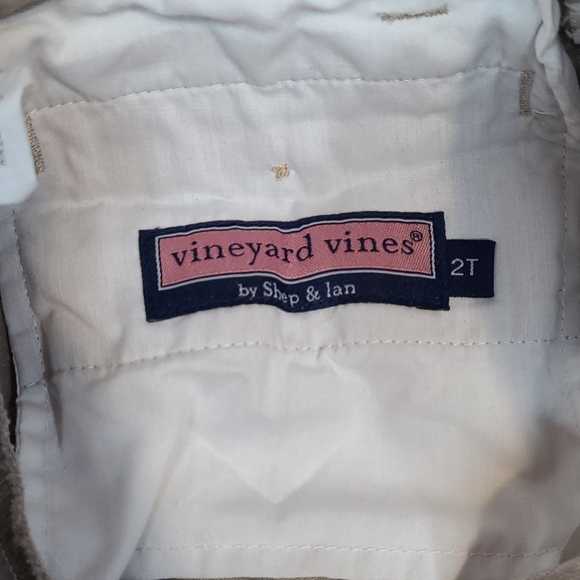 vineyard vines®
by Shep & Ian
2T